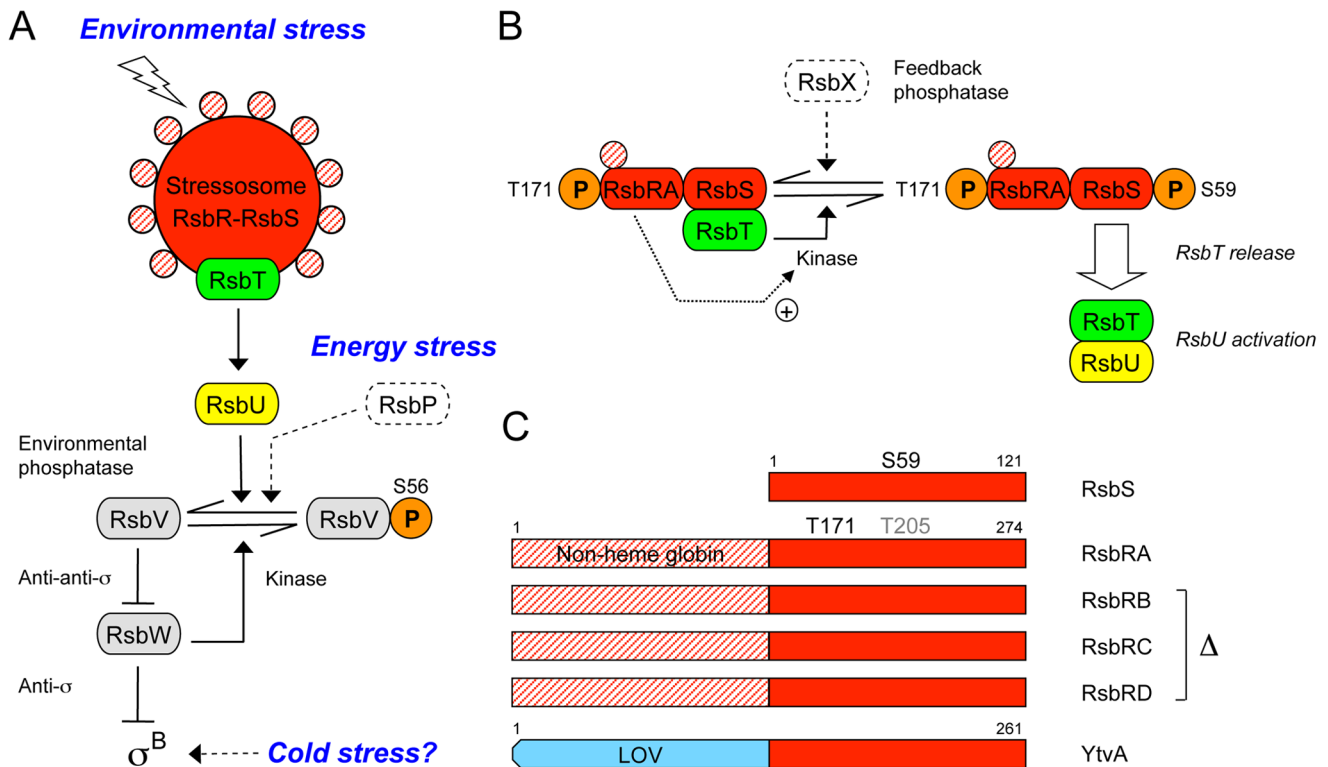 A
Environmental stress
Stressosome
RsbR-RsbS
RsbT
Energy stress
RsbU
RsbP
Environmental
phosphatase
S56
RsbV
RsbV
P
Anti-anti-σ
Kinase
RsbW
Anti-σ
σB
Cold stress?
B
RsbX
Feedback
phosphatase
T171
P
RsbRA
RsbS
T171
P
RsbRA
RsbS
P
S59
RsbT
Kinase
+
RsbT release
RsbT
RsbU
RsbU activation
C
1
S59
121
RsbS
1
T171
T205
274
Non-heme globin
RsbRA
RsbRB
RsbRC
Δ
RsbRD
1
261
LOV
YtvA